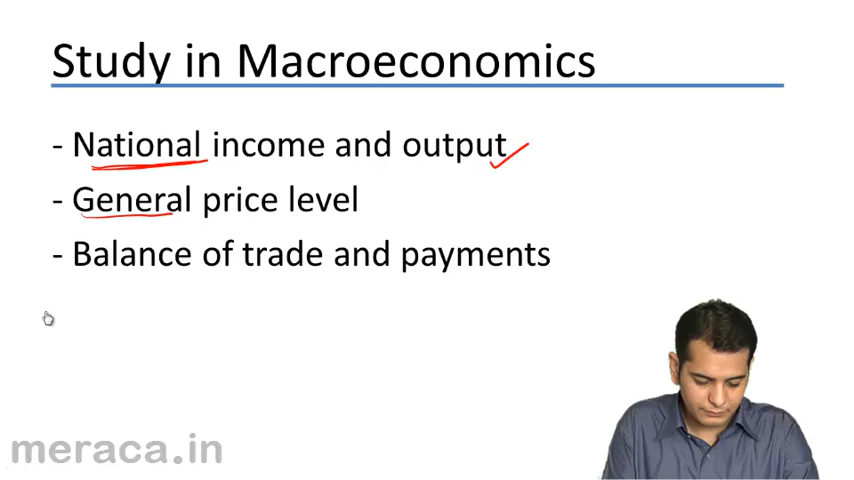 Study in Macroeconomics
- National income and output
- General price level
- Balance of trade and payments
meraca.in